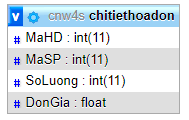 v cnw4s chitiethoadon
# MaHD : int(11)
# MaSP : int(11)
# SoLuong : int(11)
# DonGia : float